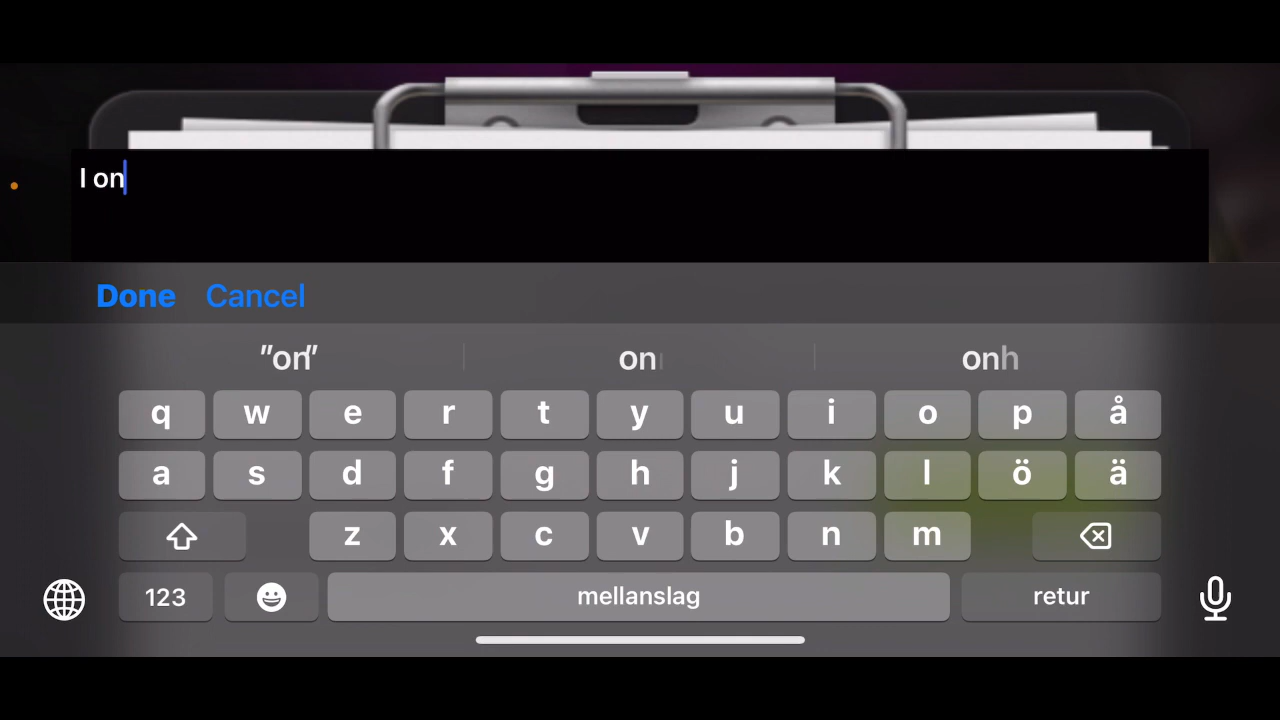 I on
Done Cancel
"on" on onh
q w e r t y u i o p å
a s d f g h j k l ö ä
z x c v b n m
123 mellanslag retur